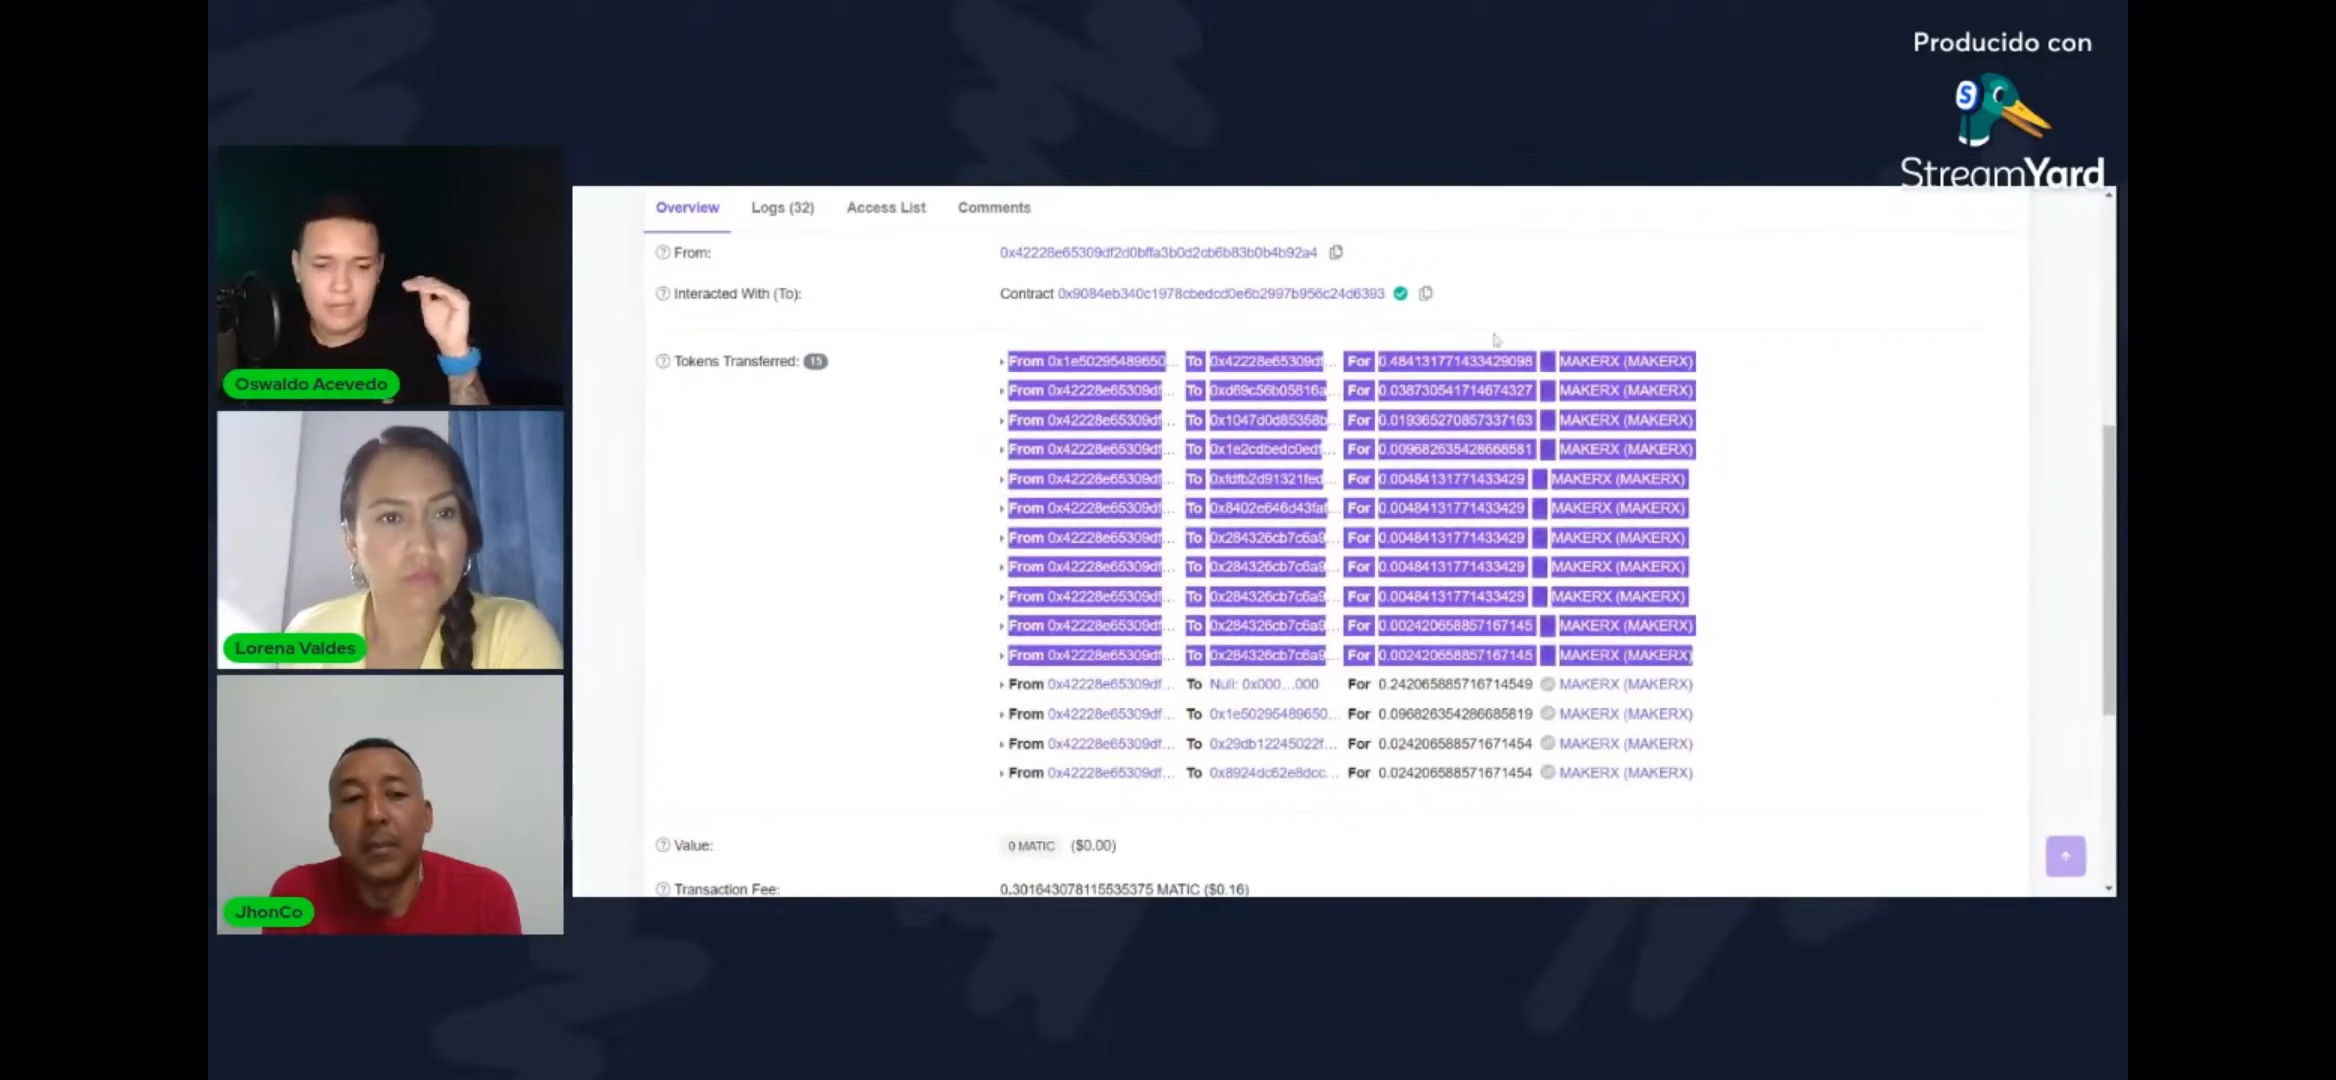 Producido con
StreamYard
Oswaldo Acevedo
Lorena Valdes
JhonCo
Overview Logs (32) Access List Comments
From: 0x42228e65309df2d0bffa3b0d2cb6b83b0b4b92a4
Interacted With (To): Contract 0x9084eb340c1978cbedcd0e6b2997b956c24d6393
Tokens Transferred: 15
From 0x1e50295489650... To 0x42228e65309df... For 0.484131771433429098 MAKERX (MAKERX)
From 0x42228e65309df... To 0xd69c56b05816a... For 0.038730541714674327 MAKERX (MAKERX)
From 0x42228e65309df... To 0x1047d0d85358b... For 0.019365270857337163 MAKERX (MAKERX)
From 0x42228e65309df... To 0x1e2cdbedc0edf... For 0.009682635428668581 MAKERX (MAKERX)
From 0x42228e65309df... To 0xfdfb2d91321fed... For 0.00484131771433429 MAKERX (MAKERX)
From 0x42228e65309df... To 0x8402e646d43faf... For 0.00484131771433429 MAKERX (MAKERX)
From 0x42228e65309df... To 0x284326cb7c6a9... For 0.00484131771433429 MAKERX (MAKERX)
From 0x42228e65309df... To 0x284326cb7c6a9... For 0.00484131771433429 MAKERX (MAKERX)
From 0x42228e65309df... To 0x284326cb7c6a9... For 0.00484131771433429 MAKERX (MAKERX)
From 0x42228e65309df... To 0x284326cb7c6a9... For 0.002420658857167145 MAKERX (MAKERX)
From 0x42228e65309df... To 0x284326cb7c6a9... For 0.002420658857167145 MAKERX (MAKERX)
From 0x42228e65309df... To Null: 0x000...000 For 0.242065885716714549 MAKERX (MAKERX)
From 0x42228e65309df... To 0x1e50295489650... For 0.096826354286685819 MAKERX (MAKERX)
From 0x42228e65309df... To 0x29db12245022f... For 0.024206588571671454 MAKERX (MAKERX)
From 0x42228e65309df... To 0x8924dc62e8dcc... For 0.024206588571671454 MAKERX (MAKERX)
Value: 0 MATIC ($0.00)
Transaction Fee: 0.301643078115535375 MATIC ($0.16)